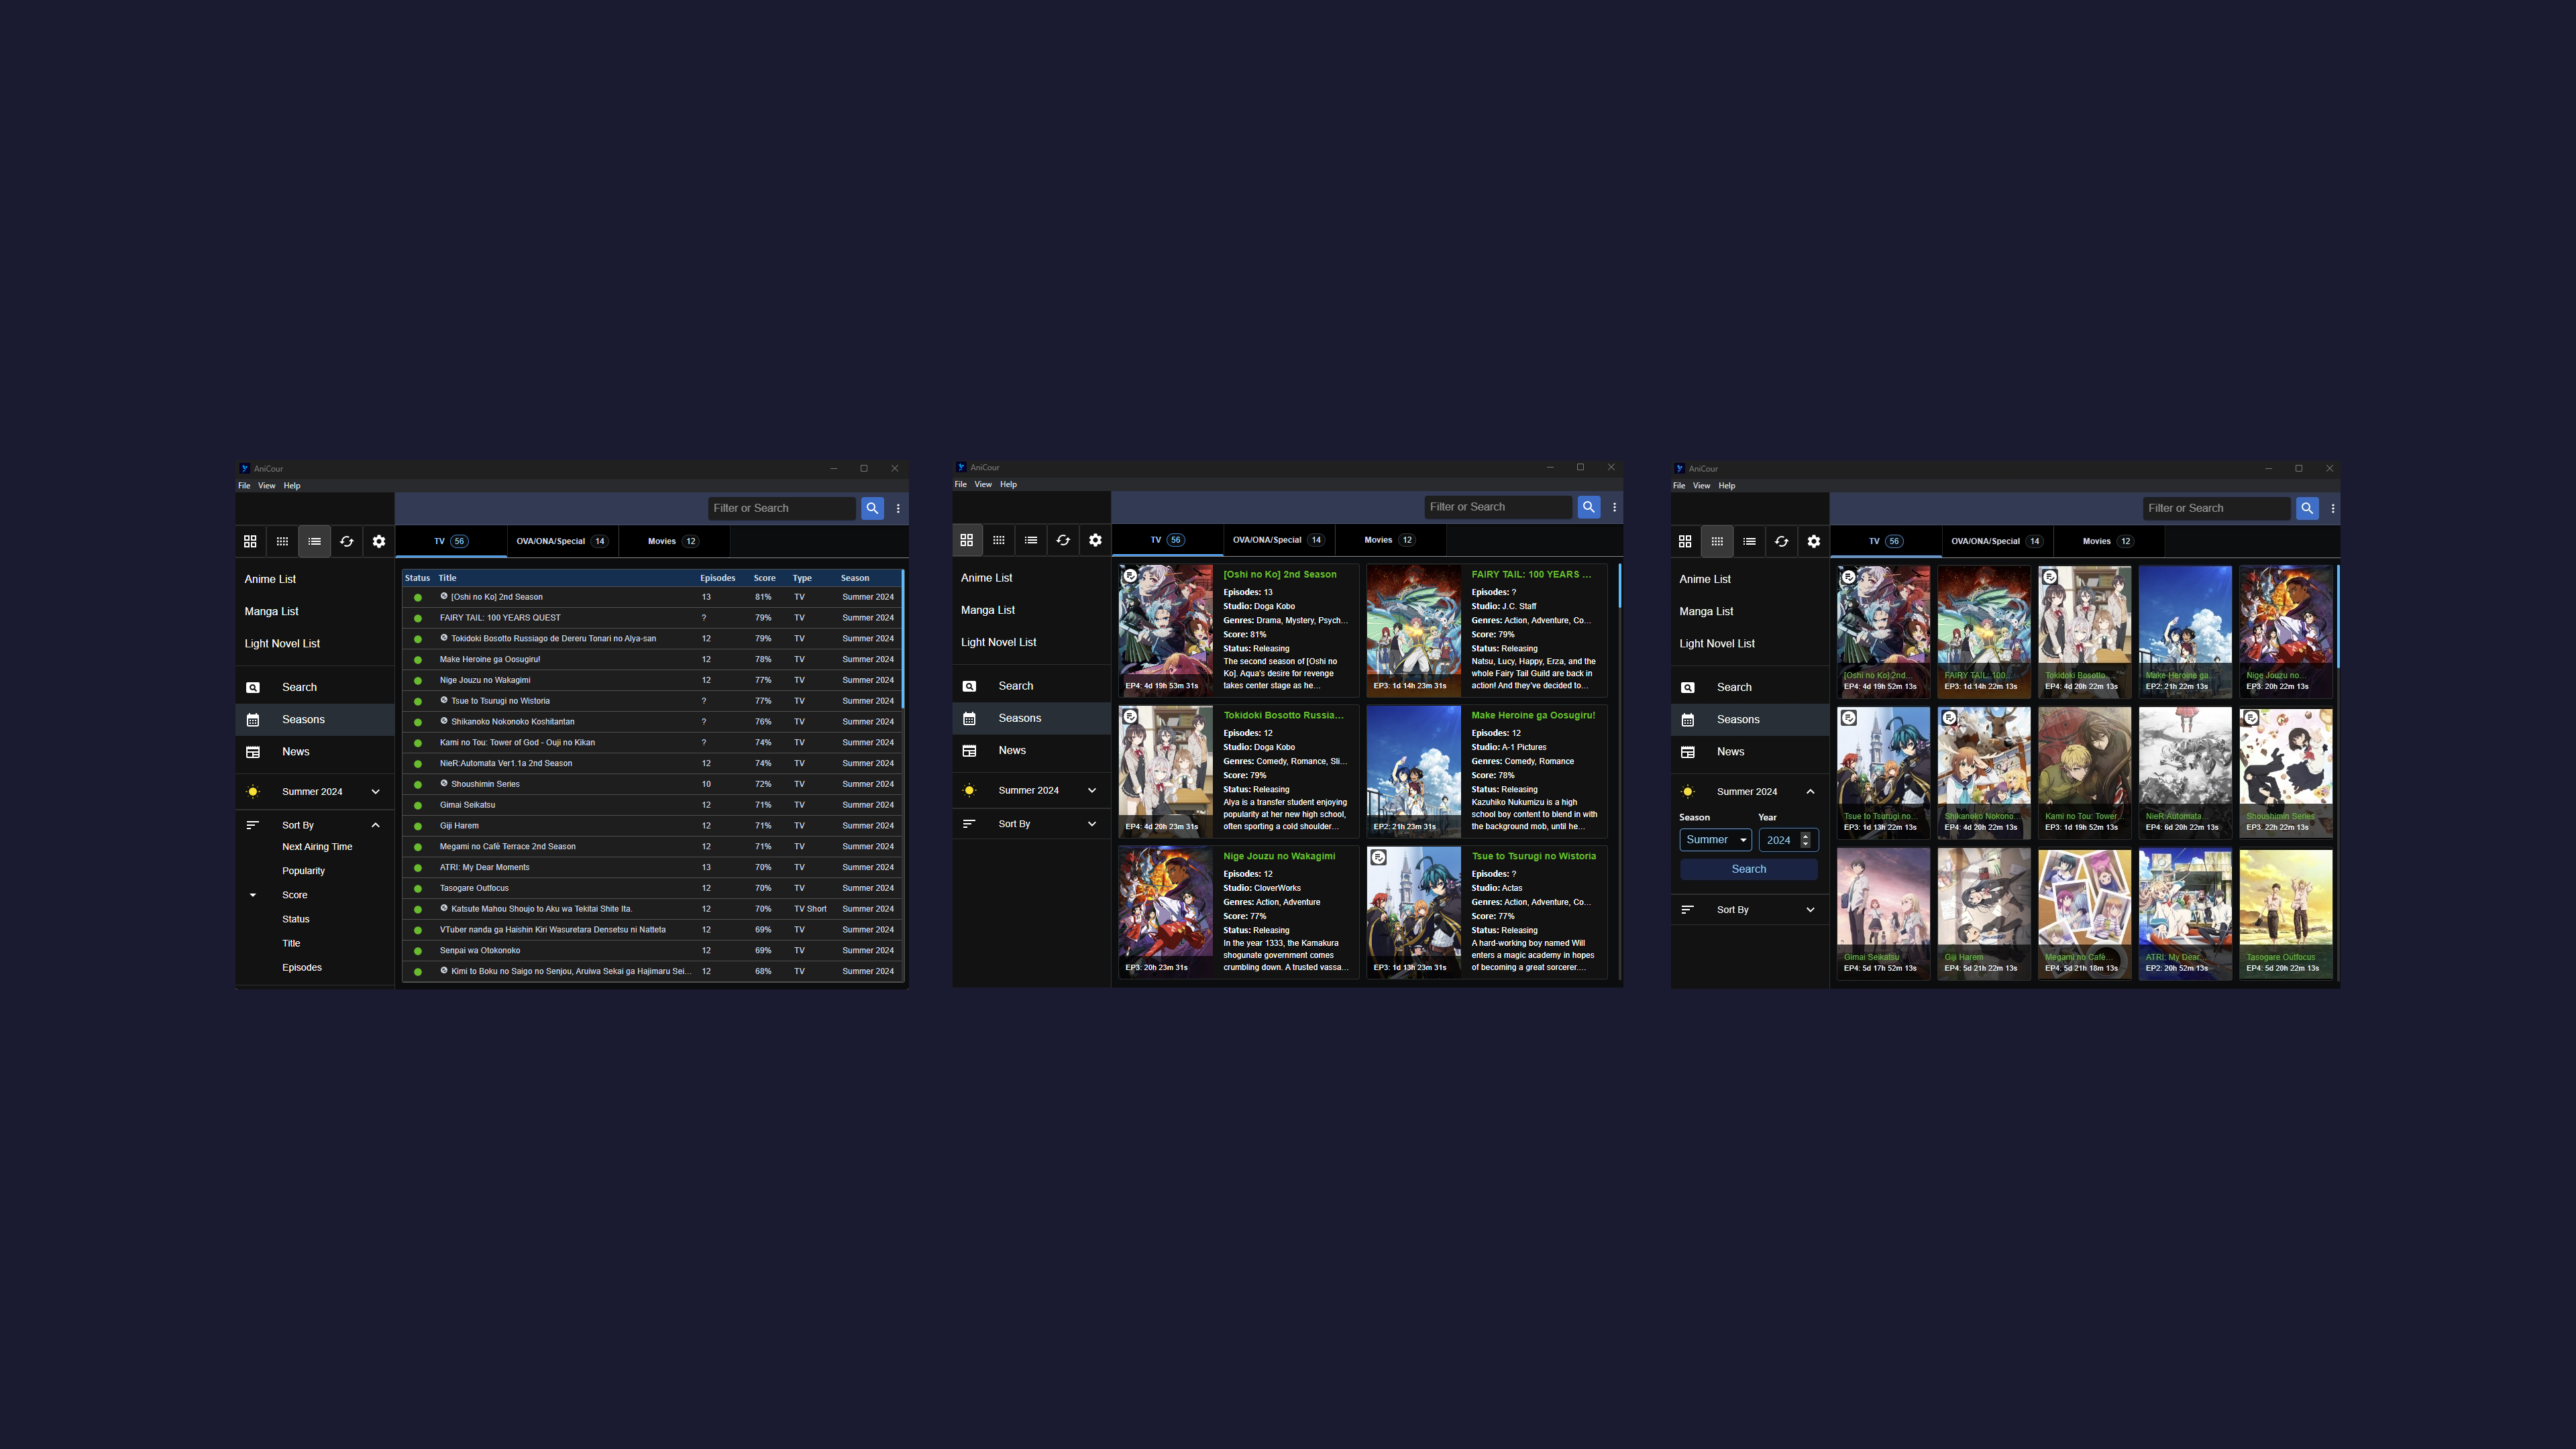 AniCour
File View Help
Filter or Search
TV 56 OVA/ONA/Special 14 Movies 12
Anime List
Manga List
Light Novel List
Search
Seasons
News
Summer 2024
Sort By
Next Airing Time
Popularity
Score
Status
Title
Episodes
Status Title Episodes Score Type Season
[Oshi no Ko] 2nd Season 13 81% TV Summer 2024
FAIRY TAIL: 100 YEARS QUEST ? 79% TV Summer 2024
Tokidoki Bosotto Russiago de Dereru Tonari no Alya-san 12 79% TV Summer 2024
Make Heroine ga Oosugiru! 12 78% TV Summer 2024
Nige Jouzu no Wakagimi 12 77% TV Summer 2024
Tsue to Tsurugi no Wistoria ? 77% TV Summer 2024
Shikanoko Nokonoko Koshitantan ? 76% TV Summer 2024
Kami no Tou: Tower of God - Ouji no Kikan ? 74% TV Summer 2024
NieR:Automata Ver1.1a 2nd Season 12 74% TV Summer 2024
Shoushimin Series 10 72% TV Summer 2024
Gimai Seikatsu 12 71% TV Summer 2024
Giji Harem 12 71% TV Summer 2024
Megami no Cafè Terrace 2nd Season 12 71% TV Summer 2024
ATRI: My Dear Moments 13 70% TV Summer 2024
Tasogare Outfocus 12 70% TV Summer 2024
Katsute Mahou Shoujo to Aku wa Tekitai Shite Ita. 12 70% TV Short Summer 2024
VTuber nanda ga Haishin Kiri Wasuretara Densetsu ni Natteta 12 69% TV Summer 2024
Senpai wa Otokonoko 12 69% TV Summer 2024
Kimi to Boku no Saigo no Senjou, Aruiwa Sekai ga Hajimaru Sei... 12 68% TV Summer 2024
AniCour
File View Help
Filter or Search
TV 56 OVA/ONA/Special 14 Movies 12
Anime List
Manga List
Light Novel List
Search
Seasons
News
Summer 2024
Sort By
EP4: 4d 19h 53m 31s
[Oshi no Ko] 2nd Season
Episodes: 13
Studio: Doga Kobo
Genres: Drama, Mystery, Psych...
Score: 81%
Status: Releasing
The second season of [Oshi no
Ko]. Aqua's desire for revenge
takes center stage as he...
EP3: 1d 14h 23m 31s
FAIRY TAIL: 100 YEARS ...
Episodes: ?
Studio: J.C. Staff
Genres: Action, Adventure, Co...
Score: 79%
Status: Releasing
Natsu, Lucy, Happy, Erza, and the
whole Fairy Tail Guild are back in
action! And they've decided to...
EP4: 4d 20h 23m 31s
Tokidoki Bosotto Russia...
Episodes: 12
Studio: Doga Kobo
Genres: Comedy, Romance, Sli...
Score: 79%
Status: Releasing
Alya is a transfer student enjoying
popularity at her new high school,
often sporting a cold shoulder...
EP2: 21h 23m 31s
Make Heroine ga Oosugiru!
Episodes: 12
Studio: A-1 Pictures
Genres: Comedy, Romance
Score: 78%
Status: Releasing
Kazuhiko Nukumizu is a high
school boy content to blend in with
the background mob, until he...
EP3: 20h 23m 31s
Nige Jouzu no Wakagimi
Episodes: 12
Studio: CloverWorks
Genres: Action, Adventure
Score: 77%
Status: Releasing
In the year 1333, the Kamakura
shogunate government comes
crumbling down. A trusted vassa...
EP3: 1d 13h 23m 31s
Tsue to Tsurugi no Wistoria
Episodes: ?
Studio: Actas
Genres: Action, Adventure, Co...
Score: 77%
Status: Releasing
A hard-working boy named Will
enters a magic academy in hopes
of becoming a great sorcerer....
AniCour
File View Help
Filter or Search
TV 56 OVA/ONA/Special 14 Movies 12
Anime List
Manga List
Light Novel List
Search
Seasons
News
Summer 2024
Season Year
Summer 2024
Search
Sort By
[Oshi no Ko] 2nd...
EP4: 4d 19h 52m 13s
FAIRY TAIL: 100...
EP3: 1d 14h 22m 13s
Tokidoki Bosotto...
EP4: 4d 20h 22m 13s
Make Heroine ga...
EP2: 21h 22m 13s
Nige Jouzu no...
EP3: 20h 22m 13s
Tsue to Tsurugi no...
EP3: 1d 13h 22m 13s
Shikanoko Nokono...
EP4: 4d 20h 22m 13s
Kami no Tou: Tower...
EP3: 1d 19h 52m 13s
NieR:Automata...
EP4: 6d 20h 22m 13s
Shoushimin Series
EP3: 22h 22m 13s
Gimai Seikatsu
EP4: 5d 17h 52m 13s
Giji Harem
EP4: 5d 21h 22m 13s
Megami no Cafè...
EP4: 5d 21h 18m 13s
ATRI: My Dear...
EP2: 20h 52m 13s
Tasogare Outfocus
EP4: 5d 20h 22m 13s